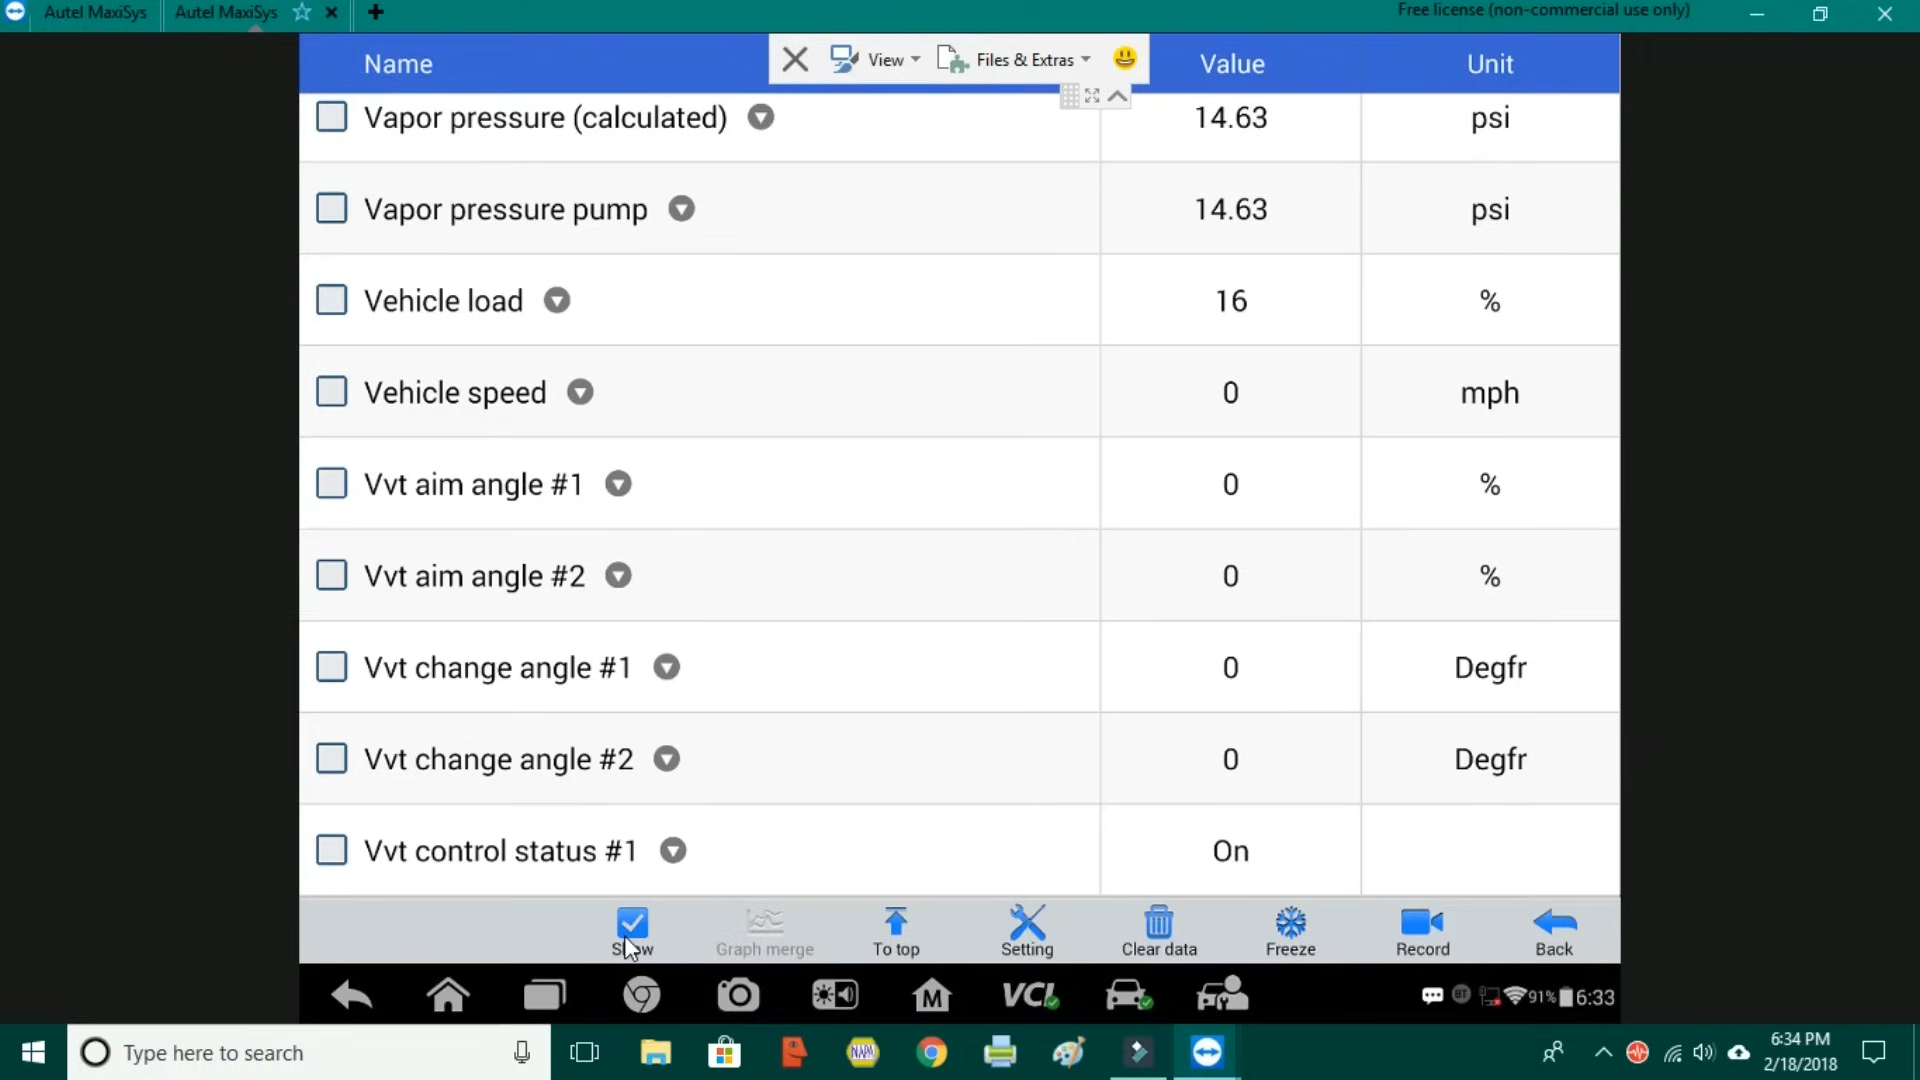 Autel MaxiSys
Autel MaxiSys
Free license (non-commercial use only)
Name
View
Files & Extras
Value
Unit
Vapor pressure (calculated) 14.63 psi
Vapor pressure pump 14.63 psi
Vehicle load 16 %
Vehicle speed 0 mph
Vvt aim angle #1 0 %
Vvt aim angle #2 0 %
Vvt change angle #1 0 Degfr
Vvt change angle #2 0 Degfr
Vvt control status #1 On
Show
Graph merge
To top
Setting
Clear data
Freeze
Record
Back
M
VCI
BT
91%
6:33
Type here to search
NAPA
6:34 PM
2/18/2018